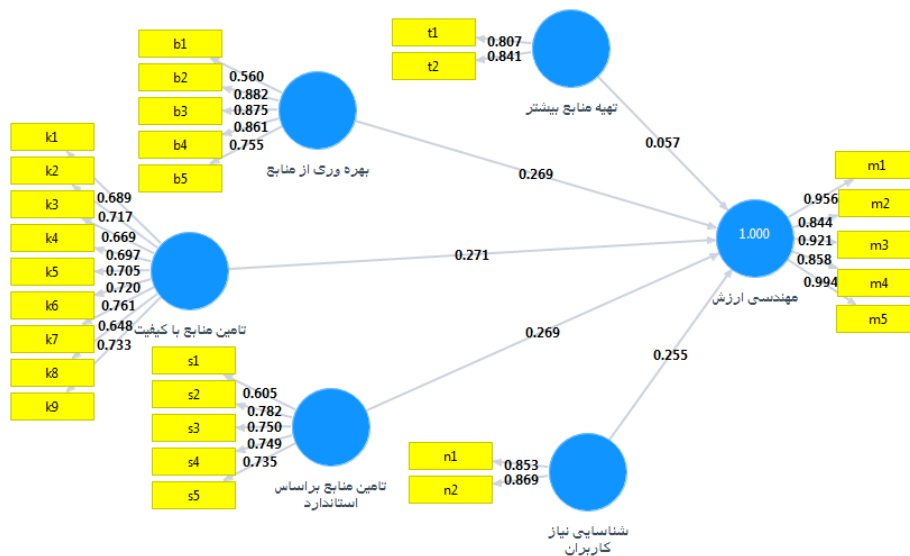 b1
b2
b3
b4
b5
0.560
0.882
0.875
0.861
0.755
بهره وری از منابع
t1
t2
0.807
0.841
تهیه منابع بیشتر
0.057
0.269
k1
k2
k3
k4
k5
k6
k7
k8
k9
0.689
0.717
0.669
0.697
0.705
0.720
0.761
0.648
0.733
تامین منابع با کیفیت
0.271
1.000
مهندسی ارزش
m1
m2
m3
m4
m5
0.956
0.844
0.921
0.858
0.994
s1
s2
s3
s4
s5
0.605
0.782
0.750
0.749
0.735
تامین منابع براساس
استاندارد
0.269
n1
n2
0.853
0.869
شناسایی نیاز
کاربران
0.255